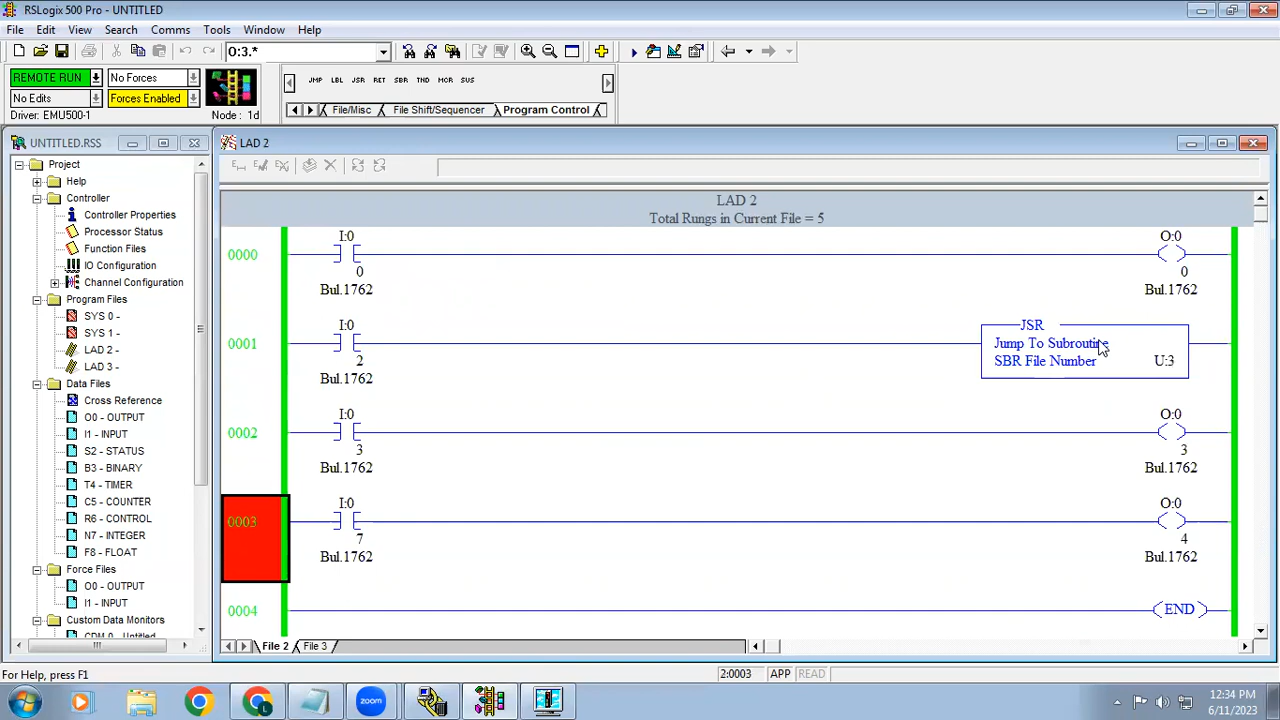 RSLogix 500 Pro - UNTITLED
File Edit View Search Comms Tools Window Help
O:3.*
REMOTE RUN No Forces
No Edits Forces Enabled
Driver: EMU500-1 Node : 1d
JMP LBL JSR RET SBR TND MCR SUS
File/Misc File Shift/Sequencer Program Control
UNTITLED.RSS
Project
Help
Controller
Controller Properties
Processor Status
Function Files
IO Configuration
Channel Configuration
Program Files
SYS 0 -
SYS 1 -
LAD 2 -
LAD 3 -
Data Files
Cross Reference
O0 - OUTPUT
I1 - INPUT
S2 - STATUS
B3 - BINARY
T4 - TIMER
C5 - COUNTER
R6 - CONTROL
N7 - INTEGER
F8 - FLOAT
Force Files
O0 - OUTPUT
I1 - INPUT
Custom Data Monitors
CDM 0 - Untitled
LAD 2
LAD 2
Total Rungs in Current File = 5
I:0 O:0
0000
0 0
Bul.1762 Bul.1762
I:0 JSR
0001 Jump To Subroutine
2 SBR File Number U:3
Bul.1762
I:0 O:0
0002
3 3
Bul.1762 Bul.1762
I:0 O:0
0003
7 4
Bul.1762 Bul.1762
0004 END
File 2 File 3
For Help, press F1 2:0003 APP READ
zoom
12:34 PM
6/11/2023